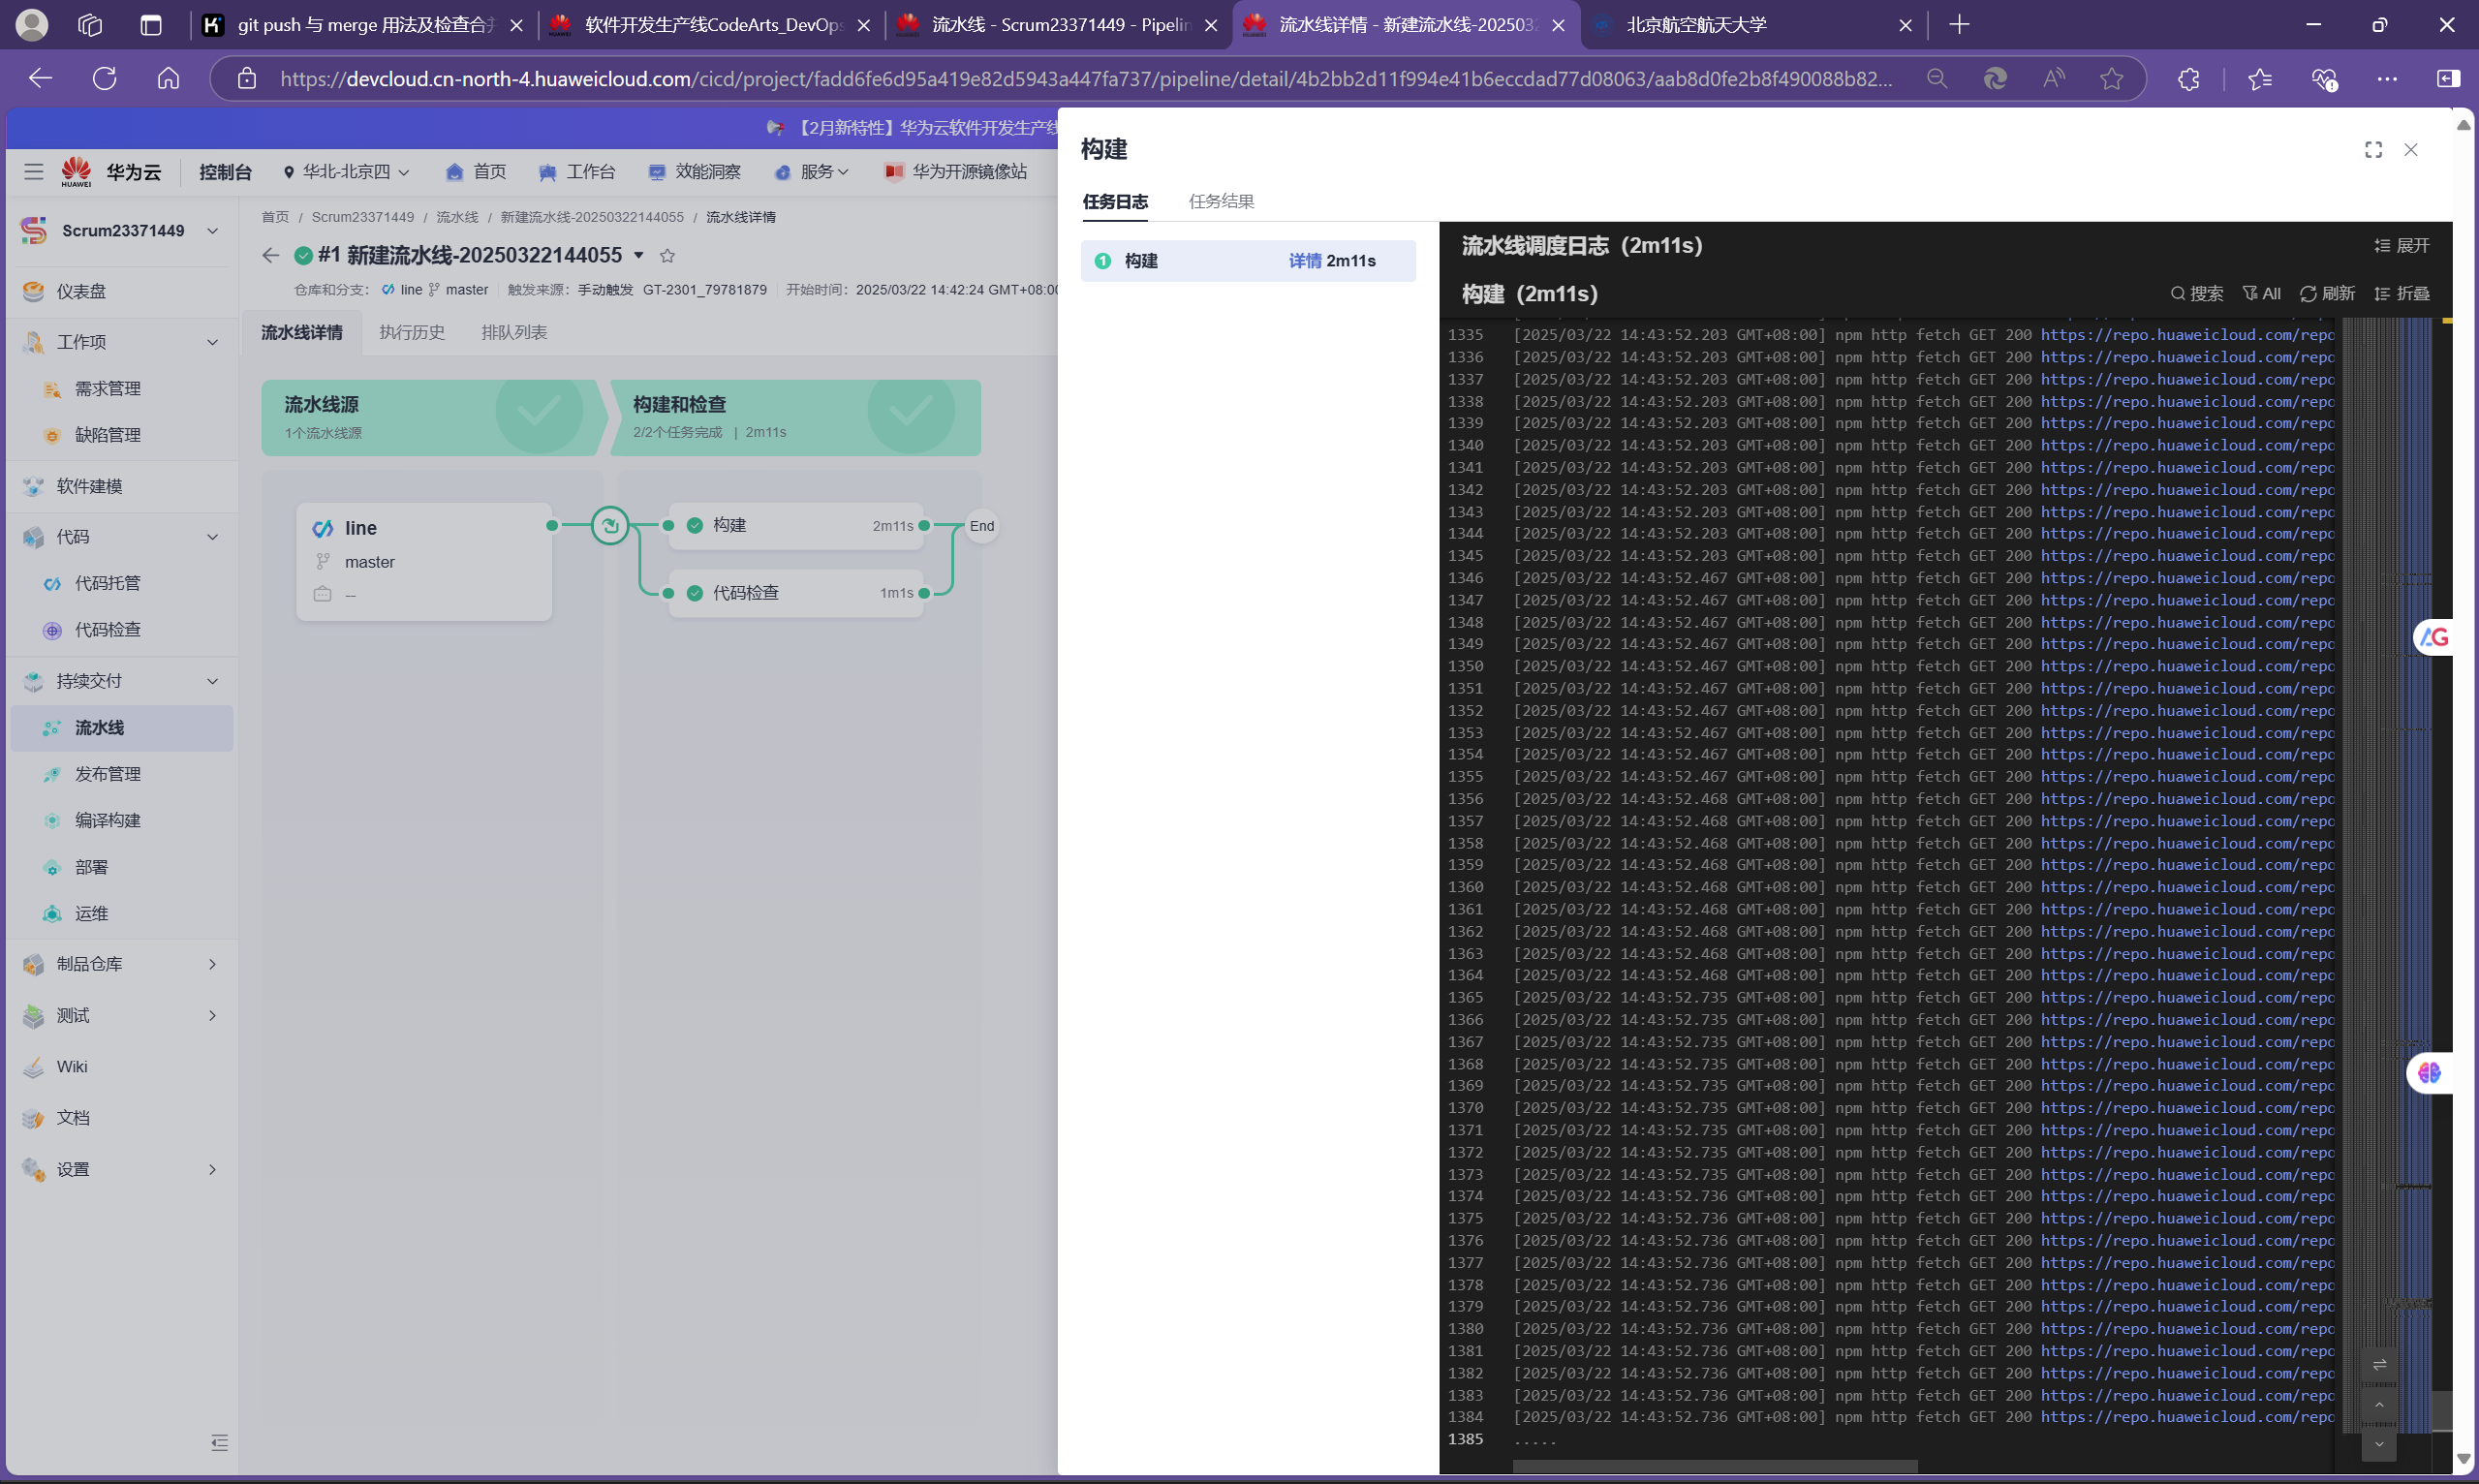 git push 与 merge 用法及检查合
软件开发生产线CodeArts_DevOps
流水线 - Scrum23371449 - Pipelin
流水线详情 - 新建流水线-202503
北京航空航天大学
https://devcloud.cn-north-4.huaweicloud.com/cicd/project/fadd6fe6d95a419e82d5943a447fa737/pipeline/detail/4b2bb2d11f994e41b6eccdad77d08063/aab8d0fe2b8f490088b82...
【2月新特性】华为云软件开发生产线
HUAWEI
华为云
控制台
华北-北京四
首页
工作台
效能洞察
服务
华为开源镜像站
Scrum23371449
仪表盘
工作项
需求管理
缺陷管理
软件建模
代码
代码托管
代码检查
持续交付
流水线
发布管理
编译构建
部署
运维
制品仓库
测试
Wiki
文档
设置
首页 / Scrum23371449 / 流水线 / 新建流水线-20250322144055 / 流水线详情
#1 新建流水线-20250322144055
仓库和分支: line master 触发来源: 手动触发 GT-2301_79781879 开始时间: 2025/03/22 14:42:24 GMT+08:00
流水线详情
执行历史
排队列表
流水线源
1个流水线源
构建和检查
2/2个任务完成 | 2m11s
line
master
--
构建 2m11s
代码检查 1m1s
End
构建
任务日志
任务结果
1 构建 详情 2m11s
流水线调度日志（2m11s）
展开
构建（2m11s）
搜索 All 刷新 折叠
1335 [2025/03/22 14:43:52.203 GMT+08:00] npm http fetch GET 200 https://repo.huaweicloud.com/repo
1336 [2025/03/22 14:43:52.203 GMT+08:00] npm http fetch GET 200 https://repo.huaweicloud.com/repo
1337 [2025/03/22 14:43:52.203 GMT+08:00] npm http fetch GET 200 https://repo.huaweicloud.com/repo
1338 [2025/03/22 14:43:52.203 GMT+08:00] npm http fetch GET 200 https://repo.huaweicloud.com/repo
1339 [2025/03/22 14:43:52.203 GMT+08:00] npm http fetch GET 200 https://repo.huaweicloud.com/repo
1340 [2025/03/22 14:43:52.203 GMT+08:00] npm http fetch GET 200 https://repo.huaweicloud.com/repo
1341 [2025/03/22 14:43:52.203 GMT+08:00] npm http fetch GET 200 https://repo.huaweicloud.com/repo
1342 [2025/03/22 14:43:52.203 GMT+08:00] npm http fetch GET 200 https://repo.huaweicloud.com/repo
1343 [2025/03/22 14:43:52.203 GMT+08:00] npm http fetch GET 200 https://repo.huaweicloud.com/repo
1344 [2025/03/22 14:43:52.203 GMT+08:00] npm http fetch GET 200 https://repo.huaweicloud.com/repo
1345 [2025/03/22 14:43:52.203 GMT+08:00] npm http fetch GET 200 https://repo.huaweicloud.com/repo
1346 [2025/03/22 14:43:52.467 GMT+08:00] npm http fetch GET 200 https://repo.huaweicloud.com/repo
1347 [2025/03/22 14:43:52.467 GMT+08:00] npm http fetch GET 200 https://repo.huaweicloud.com/repo
1348 [2025/03/22 14:43:52.467 GMT+08:00] npm http fetch GET 200 https://repo.huaweicloud.com/repo
1349 [2025/03/22 14:43:52.467 GMT+08:00] npm http fetch GET 200 https://repo.huaweicloud.com/repo
1350 [2025/03/22 14:43:52.467 GMT+08:00] npm http fetch GET 200 https://repo.huaweicloud.com/repo
1351 [2025/03/22 14:43:52.467 GMT+08:00] npm http fetch GET 200 https://repo.huaweicloud.com/repo
1352 [2025/03/22 14:43:52.467 GMT+08:00] npm http fetch GET 200 https://repo.huaweicloud.com/repo
1353 [2025/03/22 14:43:52.467 GMT+08:00] npm http fetch GET 200 https://repo.huaweicloud.com/repo
1354 [2025/03/22 14:43:52.467 GMT+08:00] npm http fetch GET 200 https://repo.huaweicloud.com/repo
1355 [2025/03/22 14:43:52.467 GMT+08:00] npm http fetch GET 200 https://repo.huaweicloud.com/repo
1356 [2025/03/22 14:43:52.468 GMT+08:00] npm http fetch GET 200 https://repo.huaweicloud.com/repo
1357 [2025/03/22 14:43:52.468 GMT+08:00] npm http fetch GET 200 https://repo.huaweicloud.com/repo
1358 [2025/03/22 14:43:52.468 GMT+08:00] npm http fetch GET 200 https://repo.huaweicloud.com/repo
1359 [2025/03/22 14:43:52.468 GMT+08:00] npm http fetch GET 200 https://repo.huaweicloud.com/repo
1360 [2025/03/22 14:43:52.468 GMT+08:00] npm http fetch GET 200 https://repo.huaweicloud.com/repo
1361 [2025/03/22 14:43:52.468 GMT+08:00] npm http fetch GET 200 https://repo.huaweicloud.com/repo
1362 [2025/03/22 14:43:52.468 GMT+08:00] npm http fetch GET 200 https://repo.huaweicloud.com/repo
1363 [2025/03/22 14:43:52.468 GMT+08:00] npm http fetch GET 200 https://repo.huaweicloud.com/repo
1364 [2025/03/22 14:43:52.468 GMT+08:00] npm http fetch GET 200 https://repo.huaweicloud.com/repo
1365 [2025/03/22 14:43:52.735 GMT+08:00] npm http fetch GET 200 https://repo.huaweicloud.com/repo
1366 [2025/03/22 14:43:52.735 GMT+08:00] npm http fetch GET 200 https://repo.huaweicloud.com/repo
1367 [2025/03/22 14:43:52.735 GMT+08:00] npm http fetch GET 200 https://repo.huaweicloud.com/repo
1368 [2025/03/22 14:43:52.735 GMT+08:00] npm http fetch GET 200 https://repo.huaweicloud.com/repo
1369 [2025/03/22 14:43:52.735 GMT+08:00] npm http fetch GET 200 https://repo.huaweicloud.com/repo
1370 [2025/03/22 14:43:52.735 GMT+08:00] npm http fetch GET 200 https://repo.huaweicloud.com/repo
1371 [2025/03/22 14:43:52.735 GMT+08:00] npm http fetch GET 200 https://repo.huaweicloud.com/repo
1372 [2025/03/22 14:43:52.735 GMT+08:00] npm http fetch GET 200 https://repo.huaweicloud.com/repo
1373 [2025/03/22 14:43:52.735 GMT+08:00] npm http fetch GET 200 https://repo.huaweicloud.com/repo
1374 [2025/03/22 14:43:52.736 GMT+08:00] npm http fetch GET 200 https://repo.huaweicloud.com/repo
1375 [2025/03/22 14:43:52.736 GMT+08:00] npm http fetch GET 200 https://repo.huaweicloud.com/repo
1376 [2025/03/22 14:43:52.736 GMT+08:00] npm http fetch GET 200 https://repo.huaweicloud.com/repo
1377 [2025/03/22 14:43:52.736 GMT+08:00] npm http fetch GET 200 https://repo.huaweicloud.com/repo
1378 [2025/03/22 14:43:52.736 GMT+08:00] npm http fetch GET 200 https://repo.huaweicloud.com/repo
1379 [2025/03/22 14:43:52.736 GMT+08:00] npm http fetch GET 200 https://repo.huaweicloud.com/repo
1380 [2025/03/22 14:43:52.736 GMT+08:00] npm http fetch GET 200 https://repo.huaweicloud.com/repo
1381 [2025/03/22 14:43:52.736 GMT+08:00] npm http fetch GET 200 https://repo.huaweicloud.com/repo
1382 [2025/03/22 14:43:52.736 GMT+08:00] npm http fetch GET 200 https://repo.huaweicloud.com/repo
1383 [2025/03/22 14:43:52.736 GMT+08:00] npm http fetch GET 200 https://repo.huaweicloud.com/repo
1384 [2025/03/22 14:43:52.736 GMT+08:00] npm http fetch GET 200 https://repo.huaweicloud.com/repo
1385 .....